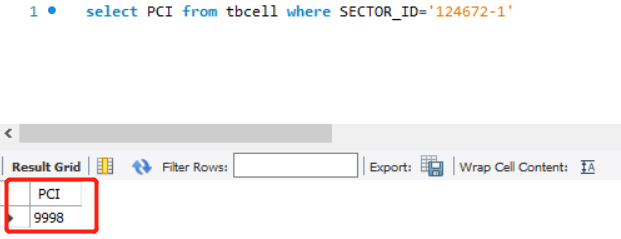 1 select PCI from tbcell where SECTOR_ID='124672-1'
Result Grid Filter Rows: Export: Wrap Cell Content: IA
PCI
9998